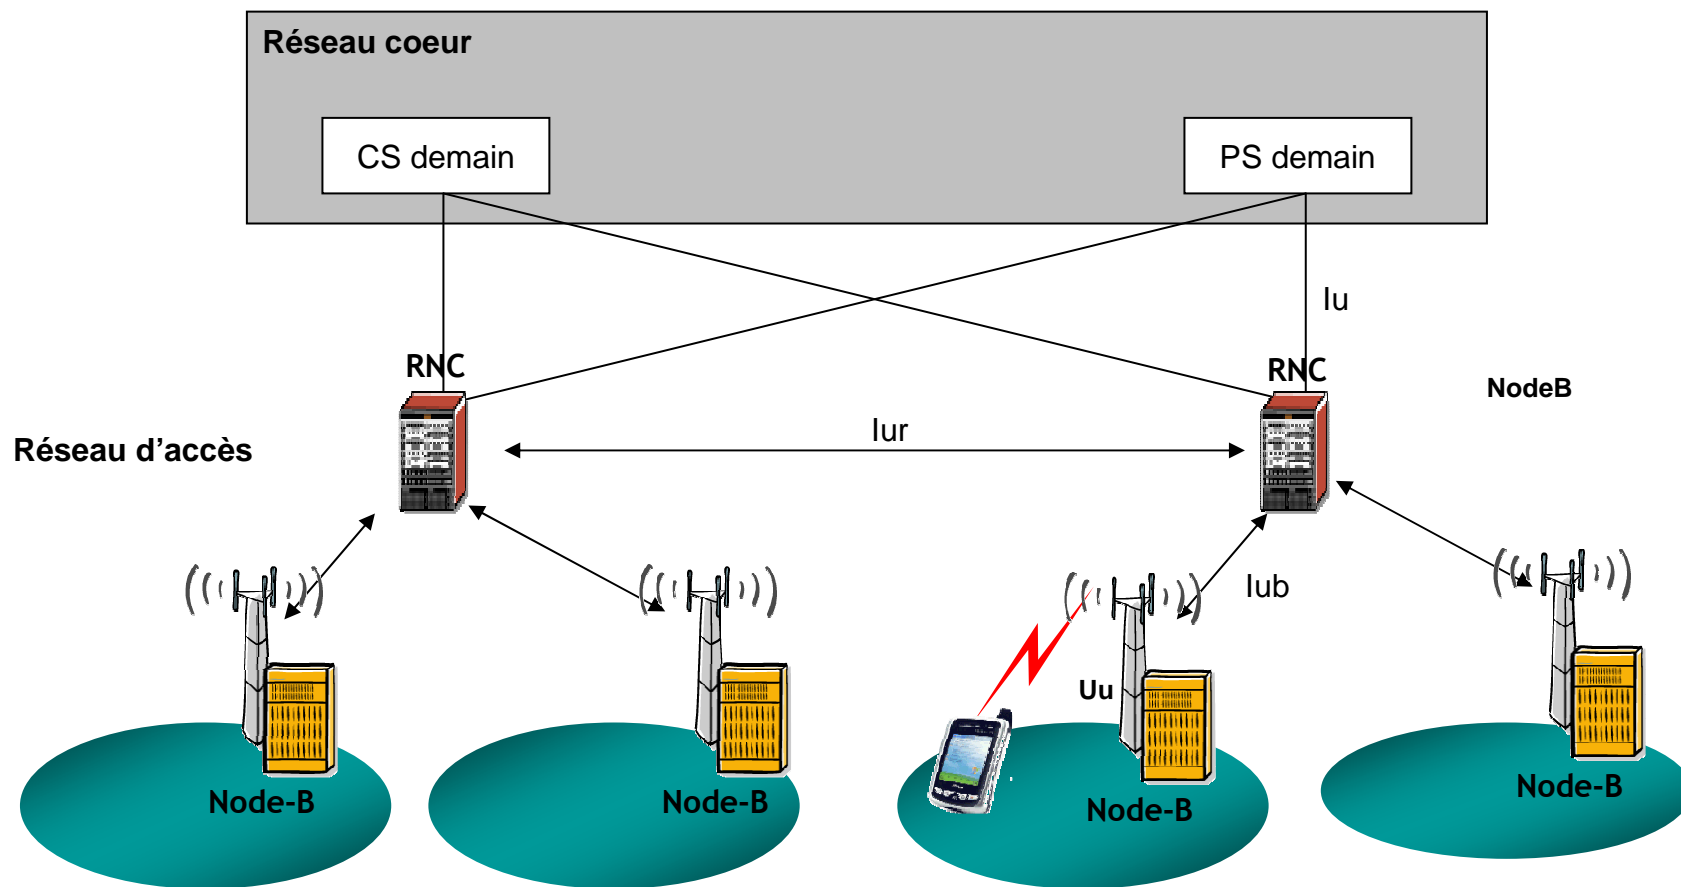 Réseau coeur
CS demain
PS demain
Iu
RNC
RNC
NodeB
Iur
Réseau d’accès
Iub
Uu
Node-B
Node-B
Node-B
Node-B